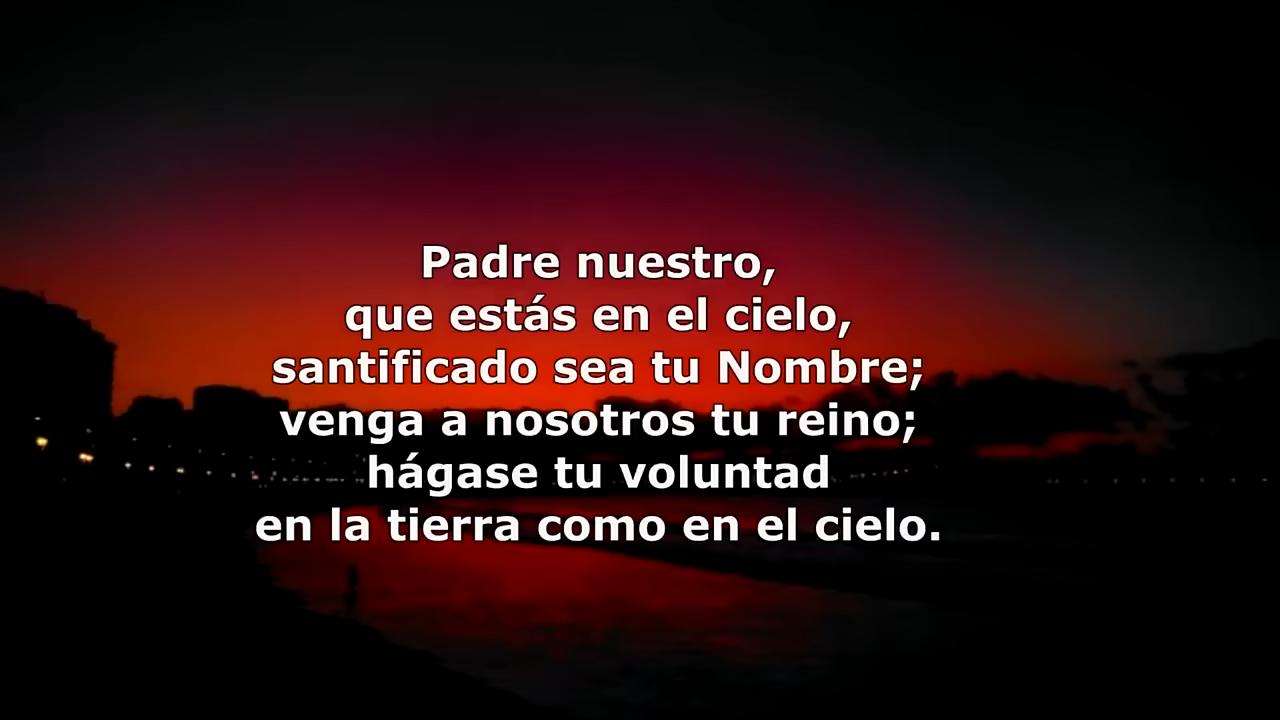 Padre nuestro,
que estás en el cielo,
santificado sea tu Nombre;
venga a nosotros tu reino;
hágase tu voluntad
en la tierra como en el cielo.